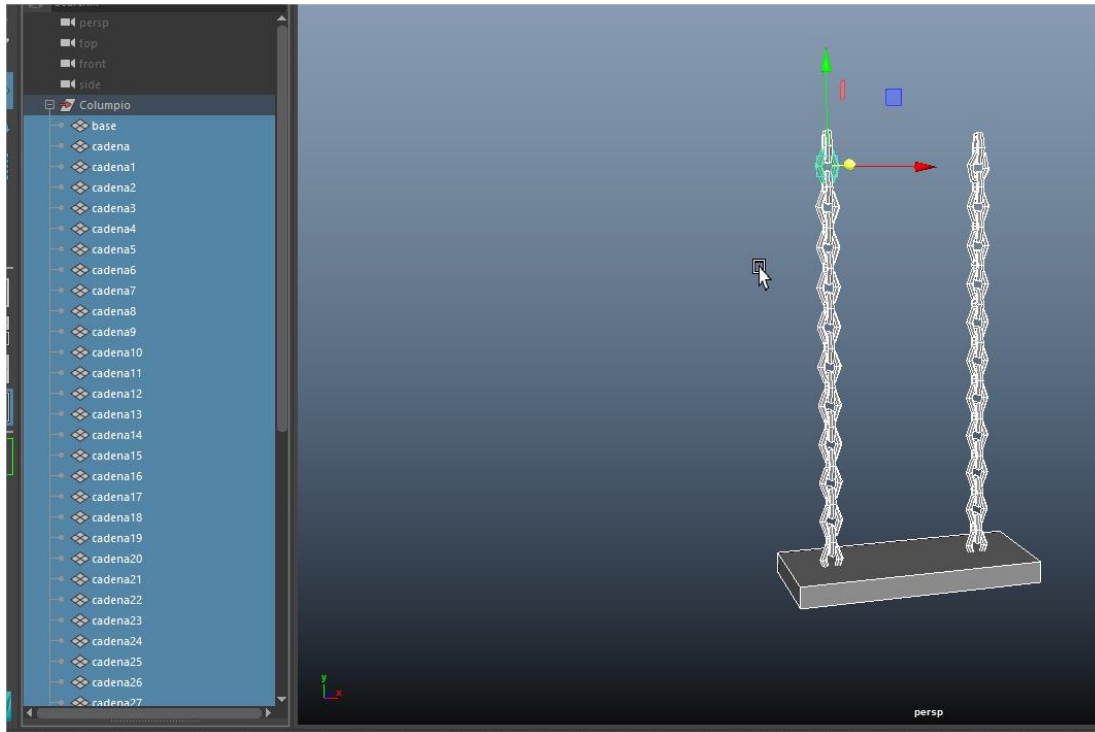 persp
top
front
side
Columpio
base
cadena
cadena1
cadena2
cadena3
cadena4
cadena5
cadena6
cadena7
cadena8
cadena9
cadena10
cadena11
cadena12
cadena13
cadena14
cadena15
cadena16
cadena17
cadena18
cadena19
cadena20
cadena21
cadena22
cadena23
cadena24
cadena25
cadena26
cadena27
y
x
persp